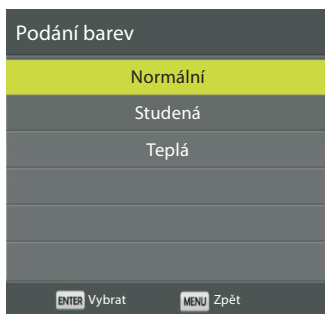 Podání barev
Normální
Studená
Teplá
ENTER Vybrat MENU Zpět